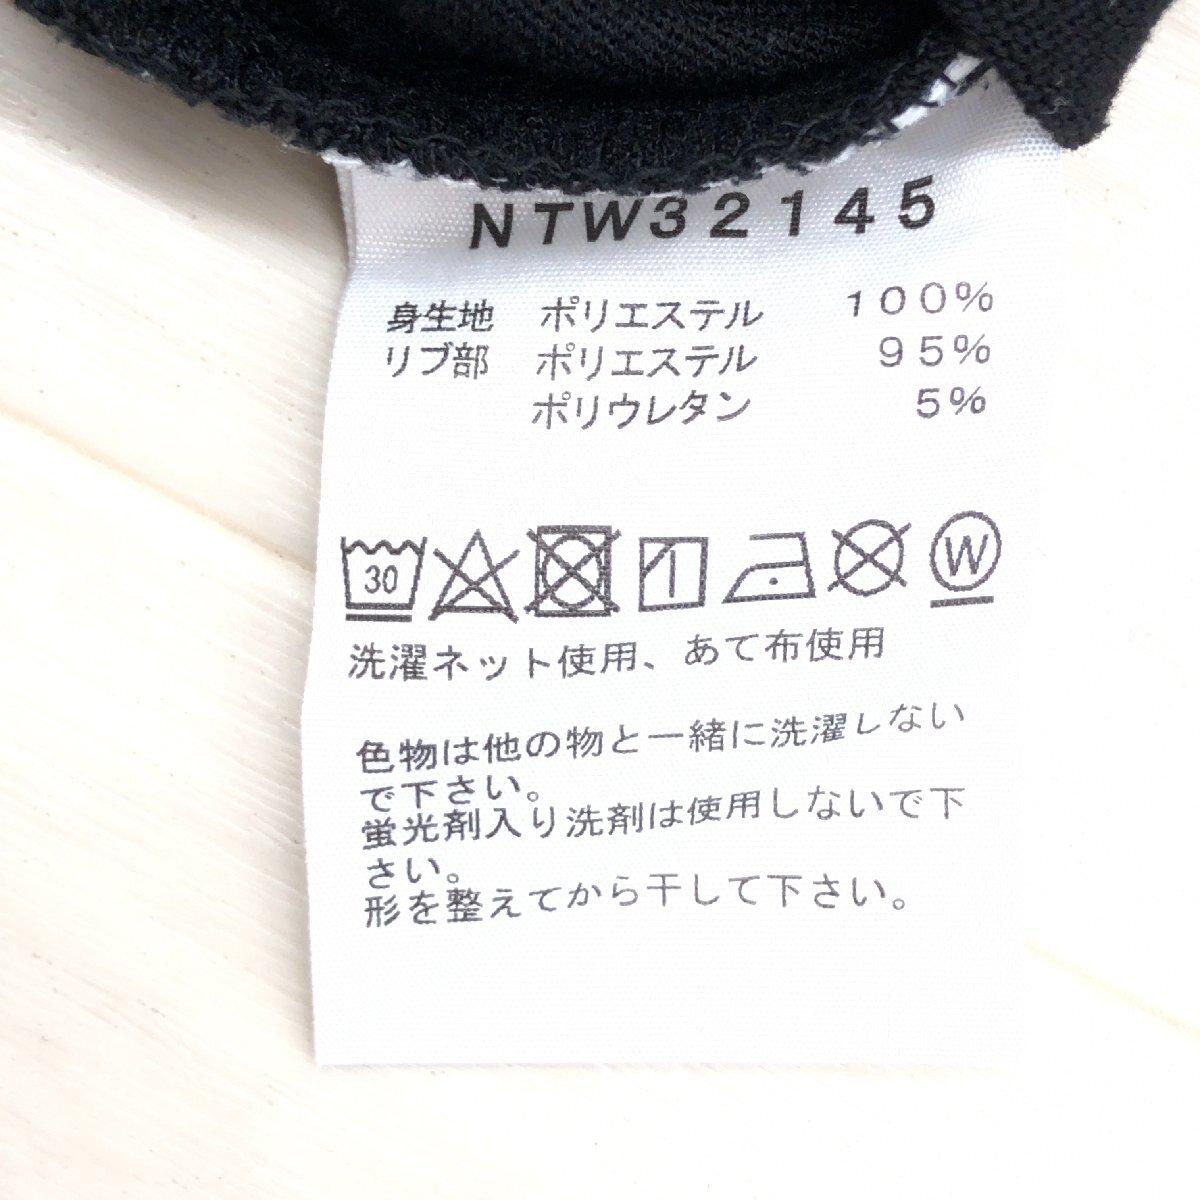 NTW32145
身生地 ポリエステル 100%
リブ部 ポリエステル 95%
ポリウレタン 5%
30 W
洗濯ネット使用、あて布使用
色物は他の物と一緒に洗濯しない
で下さい。
蛍光剤入り洗剤は使用しないで下
さい。
形を整えてから干して下さい。